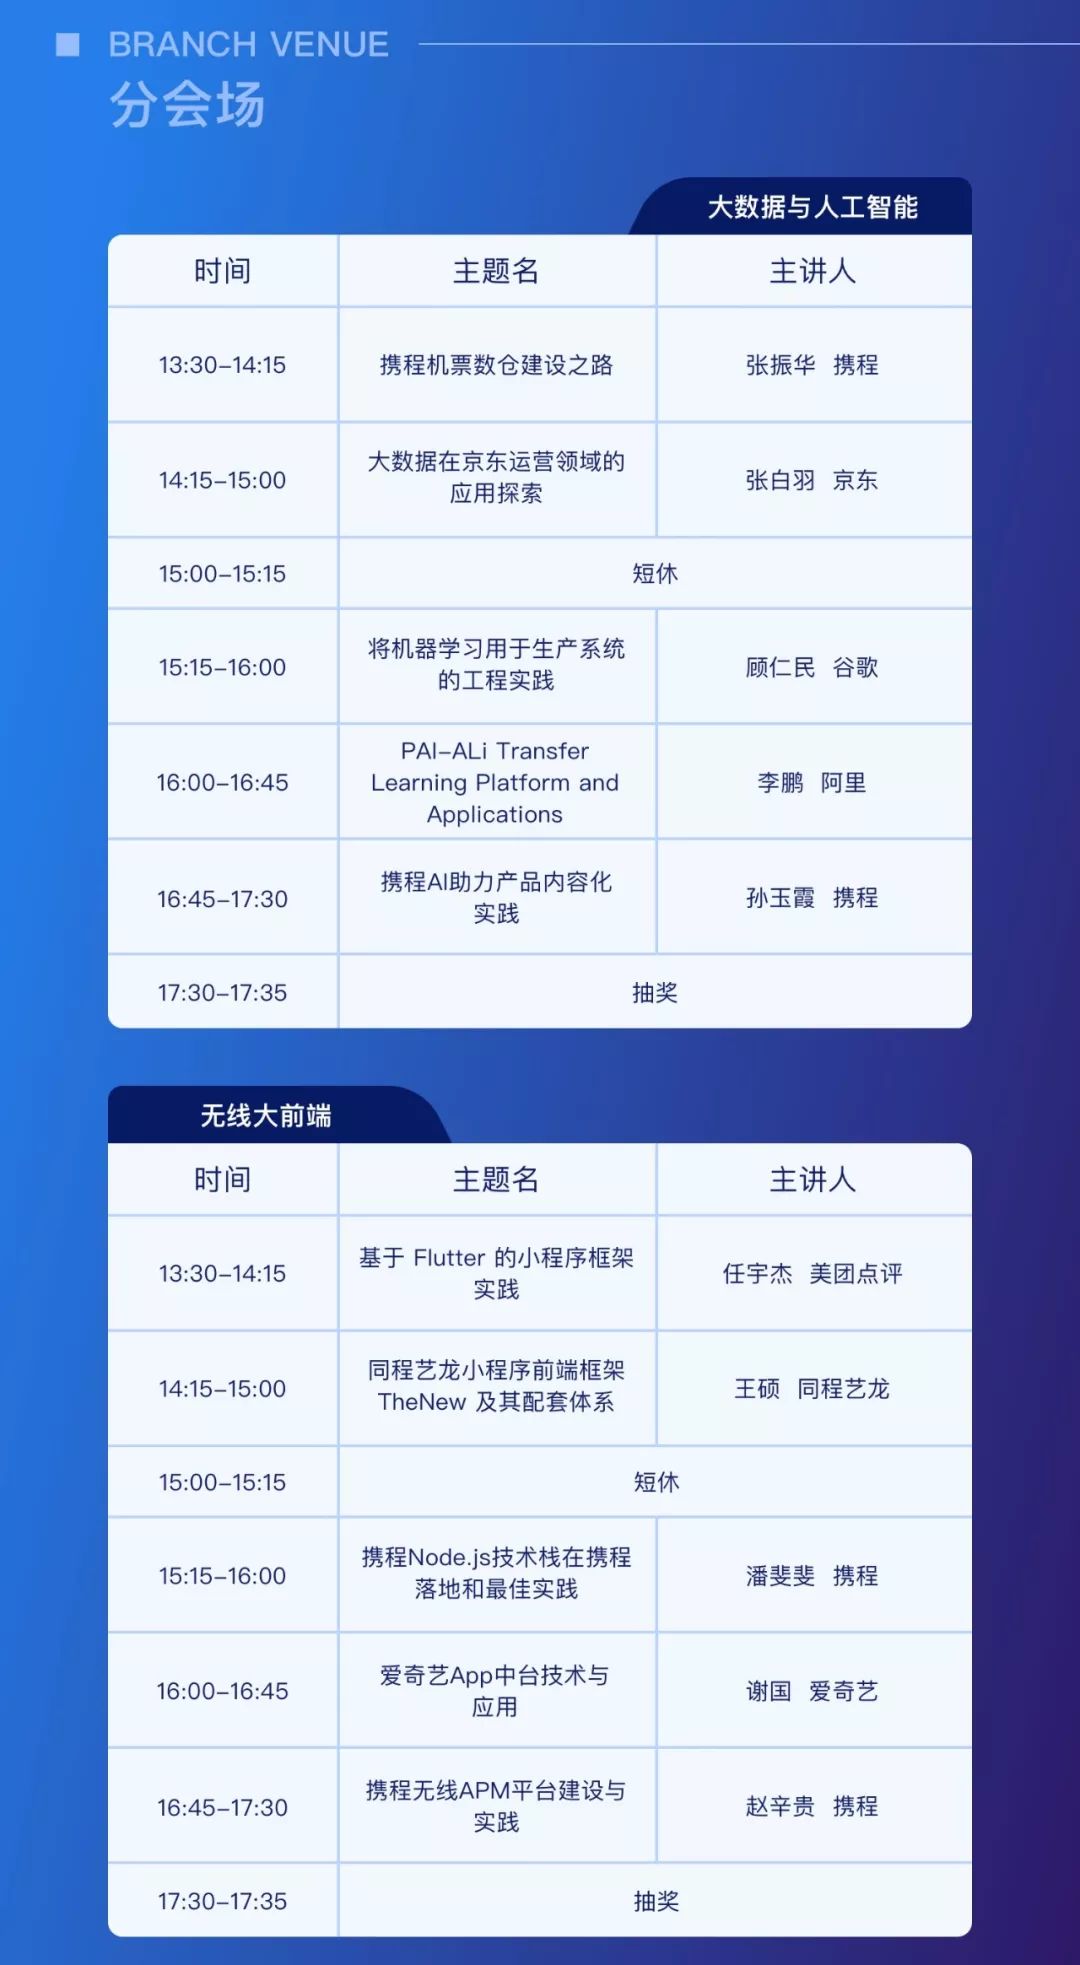 BRANCH VENUE
分会场
大数据与人工智能
时间 主题名 主讲人
13:30-14:15 携程机票数仓建设之路 张振华 携程
大数据在京东运营领域的
14:15-15:00 应用探索 张白羽 京东
15:00-15:15 短休
将机器学习用于生产系统
15:15-16:00 的工程实践 顾仁民 谷歌
PAI-ALi Transfer
16:00-16:45 Learning Platform and 李鹏 阿里
Applications
携程AI助力产品内容化
16:45-17:30 实践 孙玉霞 携程
17:30-17:35 抽奖
无线大前端
时间 主题名 主讲人
基于 Flutter 的小程序框架
13:30-14:15 实践 任宇杰 美团点评
同程艺龙小程序前端框架
14:15-15:00 TheNew 及其配套体系 王硕 同程艺龙
15:00-15:15 短休
携程Node.js技术栈在携程
15:15-16:00 落地和最佳实践 潘斐斐 携程
爱奇艺App中台技术与
16:00-16:45 应用 谢国 爱奇艺
携程无线APM平台建设与
16:45-17:30 实践 赵辛贵 携程
17:30-17:35 抽奖